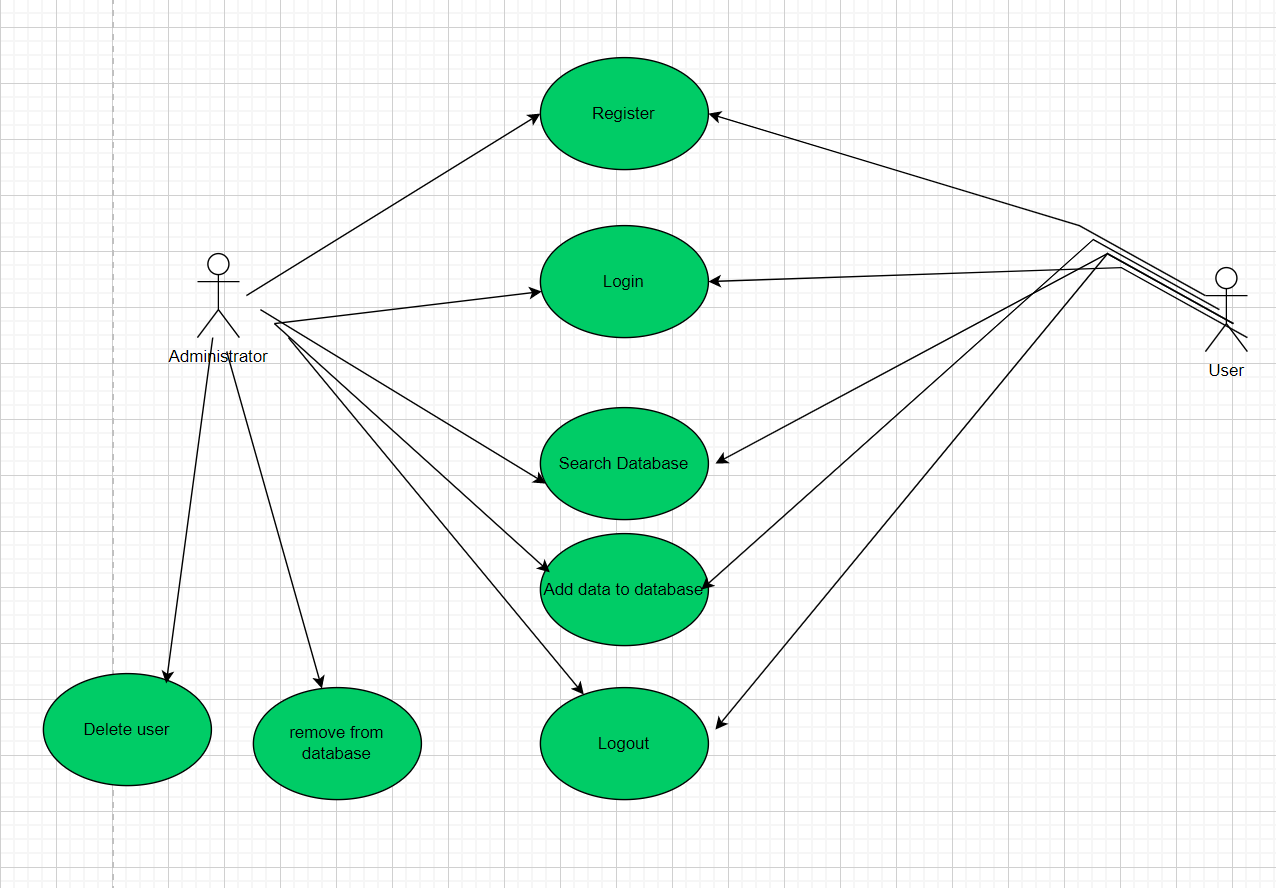 Register
Login
Administrator
User
Search Database
Add data to database
Delete user
remove from
database
Logout